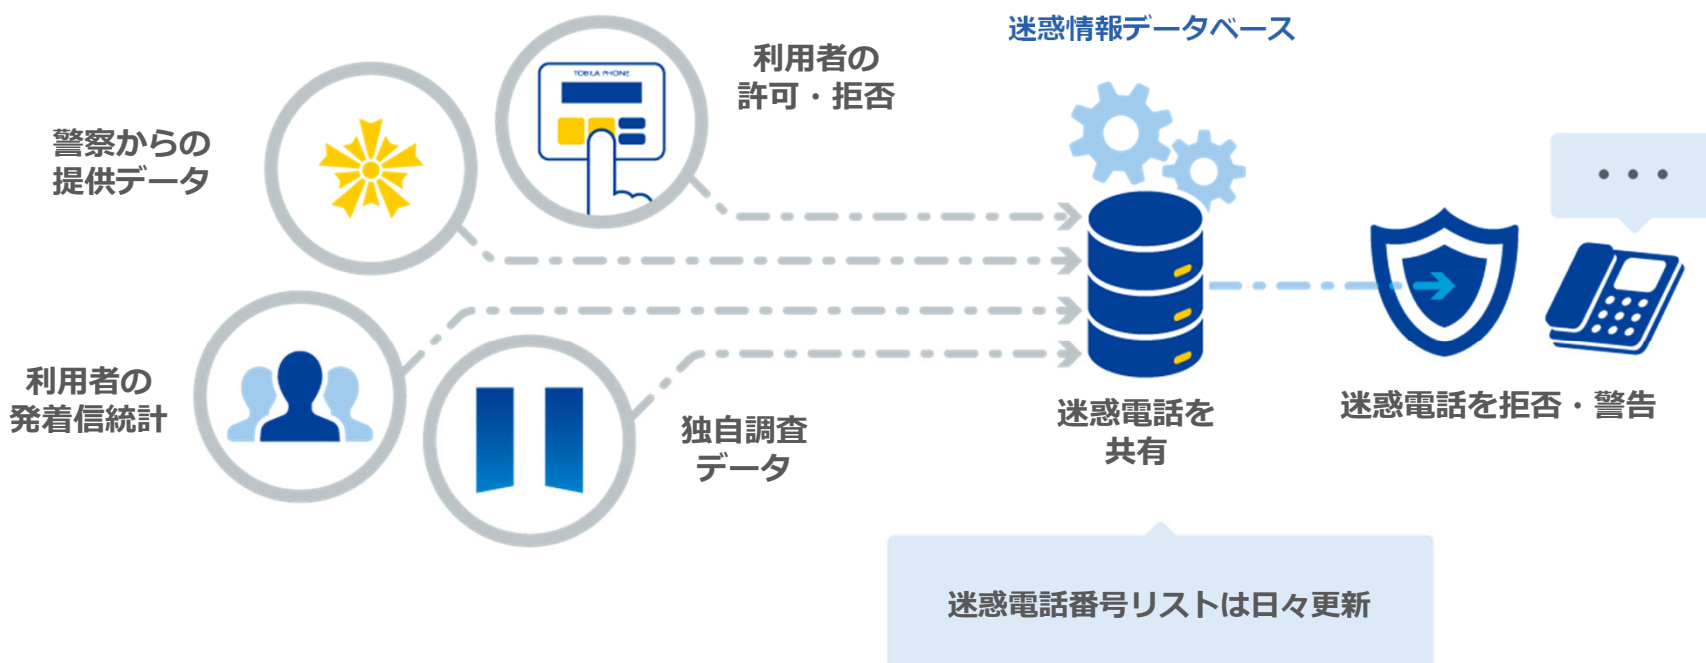 迷惑情報データベース
利用者の
許可・拒否
TOBILA PHONE
警察からの
提供データ
・・・
利用者の
発着信統計
独自調査
データ
迷惑電話を
共有
迷惑電話を拒否・警告
迷惑電話番号リストは日々更新